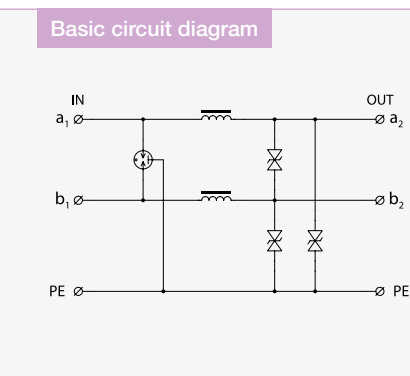 Basic circuit diagram
IN OUT
a₁ a₂
b₁ b₂
PE PE